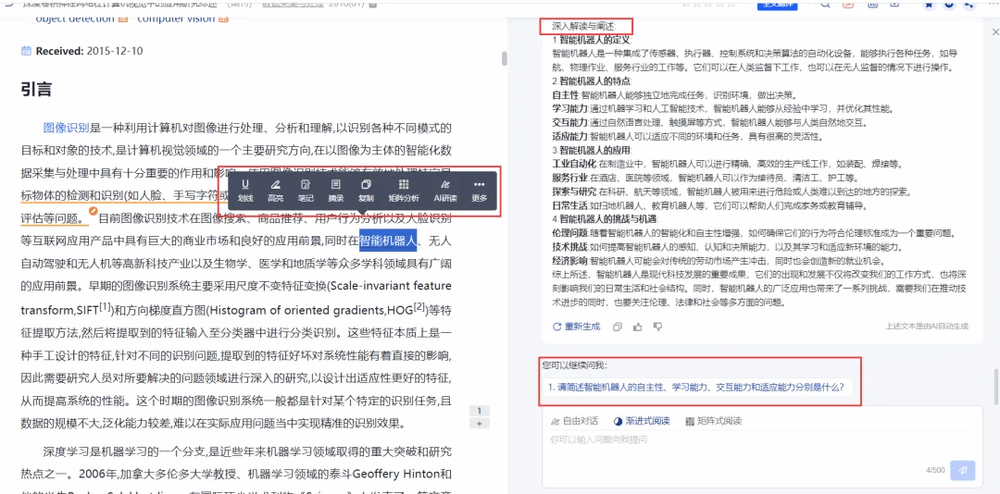 深度卷积神经网络在计算机视觉中的应用研究综述
数据采集与处理 2016(01)
全文翻译
object detection computer vision
Received: 2015-12-10
引言
图像识别是一种利用计算机对图像进行处理、分析和理解,以识别各种不同模式的
目标和对象的技术,是计算机视觉领域的一个主要研究方向,在以图像为主体的智能化数
据采集与处理中具有十分重要的作用和影响。使用图像识别技术能够有效地处理特定目
标物体的检测和识别(如人脸、手写字符或
评估等问题。目前图像识别技术在图像搜索、商品推荐、用户行为分析以及人脸识别
等互联网应用产品中具有巨大的商业市场和良好的应用前景,同时在智能机器人、无人
自动驾驶和无人机等高新科技产业以及生物学、医学和地质学等众多学科领域具有广阔
的应用前景。早期的图像识别系统主要采用尺度不变特征变换(Scale-invariant feature
transform,SIFT[1])和方向梯度直方图(Histogram of oriented gradients,HOG[2])等特
征提取方法,然后将提取到的特征输入至分类器中进行分类识别。这些特征本质上是一
种手工设计的特征,针对不同的识别问题,提取到的特征好坏对系统性能有着直接的影响,
因此需要研究人员对所要解决的问题领域进行深入的研究,以设计出适应性更好的特征,
从而提高系统的性能。这个时期的图像识别系统一般都是针对某个特定的识别任务,且
数据的规模不大,泛化能力较差,难以在实际应用问题当中实现精准的识别效果。
深度学习是机器学习的一个分支,是近些年来机器学习领域取得的重大突破和研究
热点之一。2006年,加拿大多伦多大学教授、机器学习领域的泰斗Geoffery Hinton和
划线 高亮 笔记 摘录 复制 矩阵分析 AI研读 更多
1
+
深入解读与阐述:
1.智能机器人的定义:
智能机器人是一种集成了传感器、执行器、控制系统和决策算法的自动化设备，能够执行各种任务，如导
航、物理作业、服务行业的工作等。它们可以在人类监督下工作，也可以在无人监督的情况下进行操作。
2.智能机器人的特点:
自主性:智能机器人能够独立地完成任务，识别环境，做出决策。
学习能力:通过机器学习和人工智能技术，智能机器人能够从经验中学习，并优化其性能。
交互能力:通过自然语言处理、触摸屏等方式，智能机器人能够与人类自然地交互。
适应能力:智能机器人可以适应不同的环境和任务，具有很高的灵活性。
3.智能机器人的应用:
工业自动化:在制造业中，智能机器人可以进行精确、高效的生产线工作，如装配、焊接等。
服务行业:在酒店、医院等领域，智能机器人可以作为接待员、清洁工、护工等。
探索与研究:在科研、航天等领域，智能机器人被用来进行危险或人类难以到达的地方的探索。
日常生活:如扫地机器人、教育机器人等，它们可以帮助人们完成家务或教育辅导。
4.智能机器人的挑战与机遇:
伦理问题:随着智能机器人的智能化和自主性增强，如何确保它们的行为符合伦理标准成为一个重要问题。
技术挑战:如何提高智能机器人的感知、认知和决策能力，以及其学习和适应新环境的能力。
经济影响:智能机器人可能会对传统的劳动市场产生冲击，同时也会创造新的就业机会。
综上所述，智能机器人是现代科技发展的重要成果，它们的出现和发展不仅将改变我们的工作方式，也将深
刻影响我们的日常生活和社会结构。同时，智能机器人的广泛应用也带来了一系列挑战，需要我们在推动技
术进步的同时，也要关注伦理、法律和社会等多方面的问题。
重新生成
上述文本是由AI自动生成
您可以继续问我:
1. 请简述智能机器人的自主性、学习能力、交互能力和适应能力分别是什么?
自由对话 渐进式阅读 矩阵式阅读
你可以输入问题向我提问
4/500